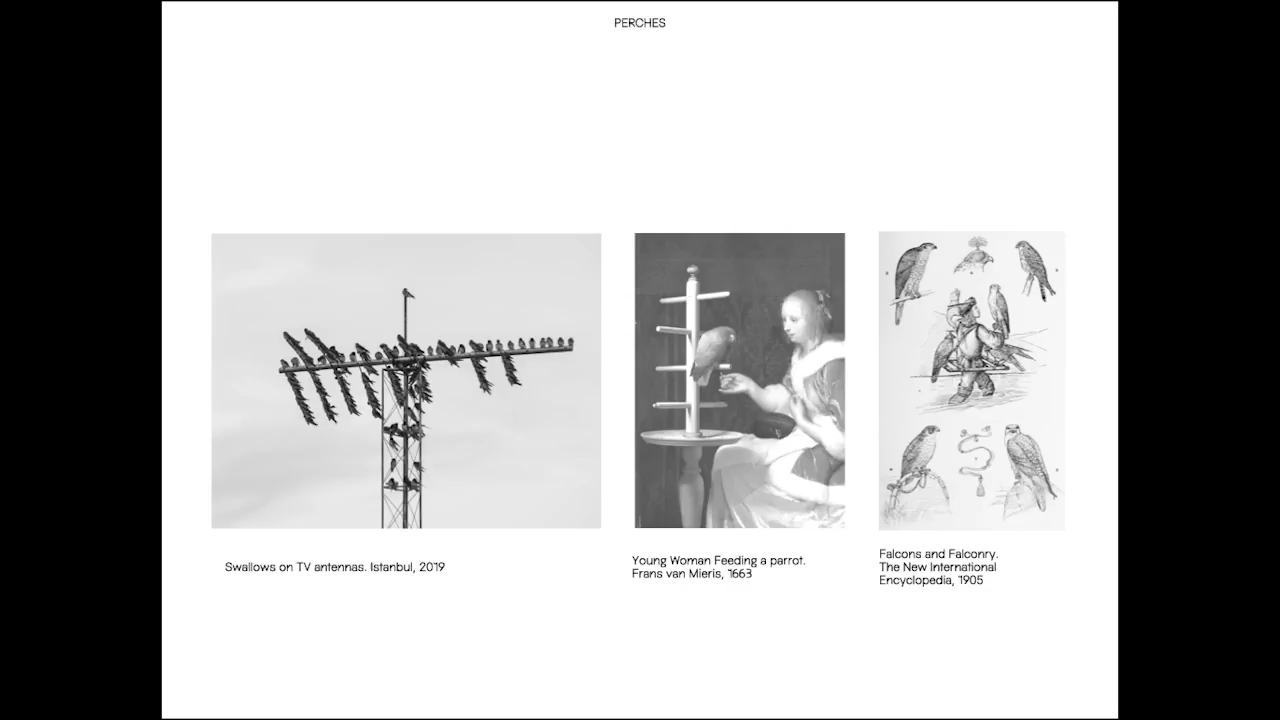 PERCHES
Swallows on TV antennas. Istanbul, 2019
Young Woman Feeding a parrot.
Frans van Mieris, 1663
Falcons and Falconry.
The New International
Encyclopedia, 1905